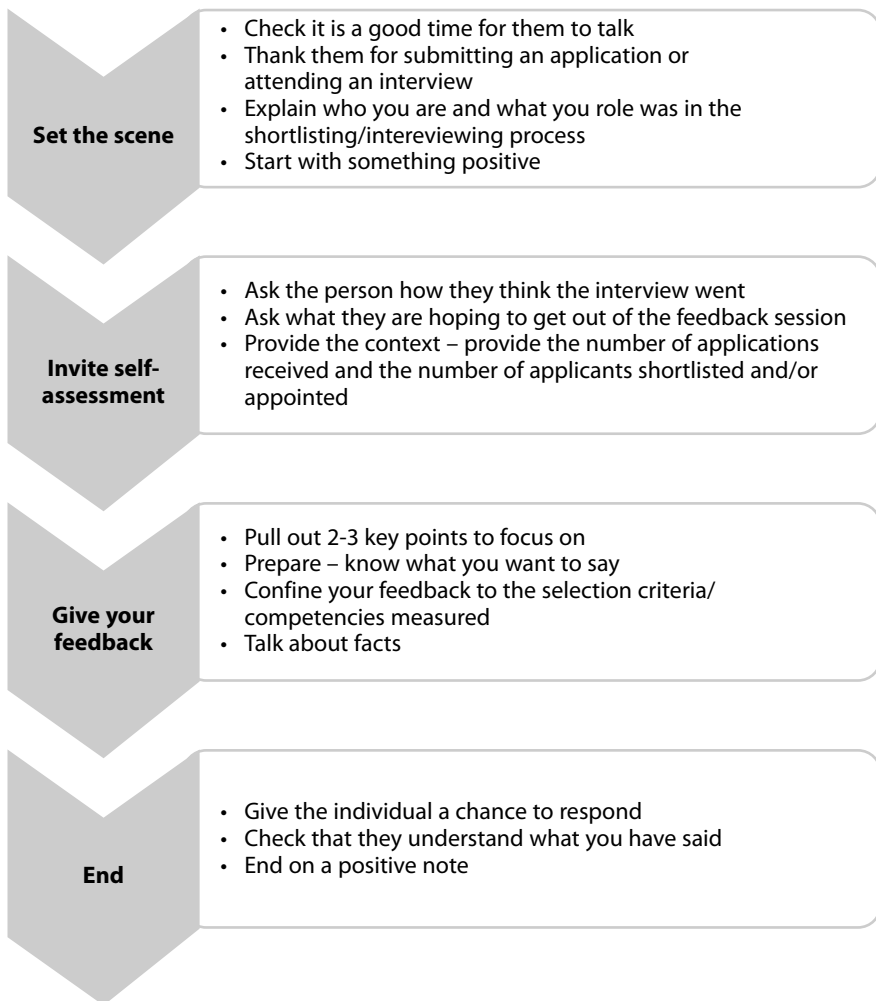 Set the scene
• Check it is a good time for them to talk
• Thank them for submitting an application or
attending an interview
• Explain who you are and what you role was in the
shortlisting/intereviewing process
• Start with something positive
Invite self-
assessment
• Ask the person how they think the interview went
• Ask what they are hoping to get out of the feedback session
• Provide the context – provide the number of applications
received and the number of applicants shortlisted and/or
appointed
Give your
feedback
• Pull out 2-3 key points to focus on
• Prepare – know what you want to say
• Confine your feedback to the selection criteria/
competencies measured
• Talk about facts
End
• Give the individual a chance to respond
• Check that they understand what you have said
• End on a positive note